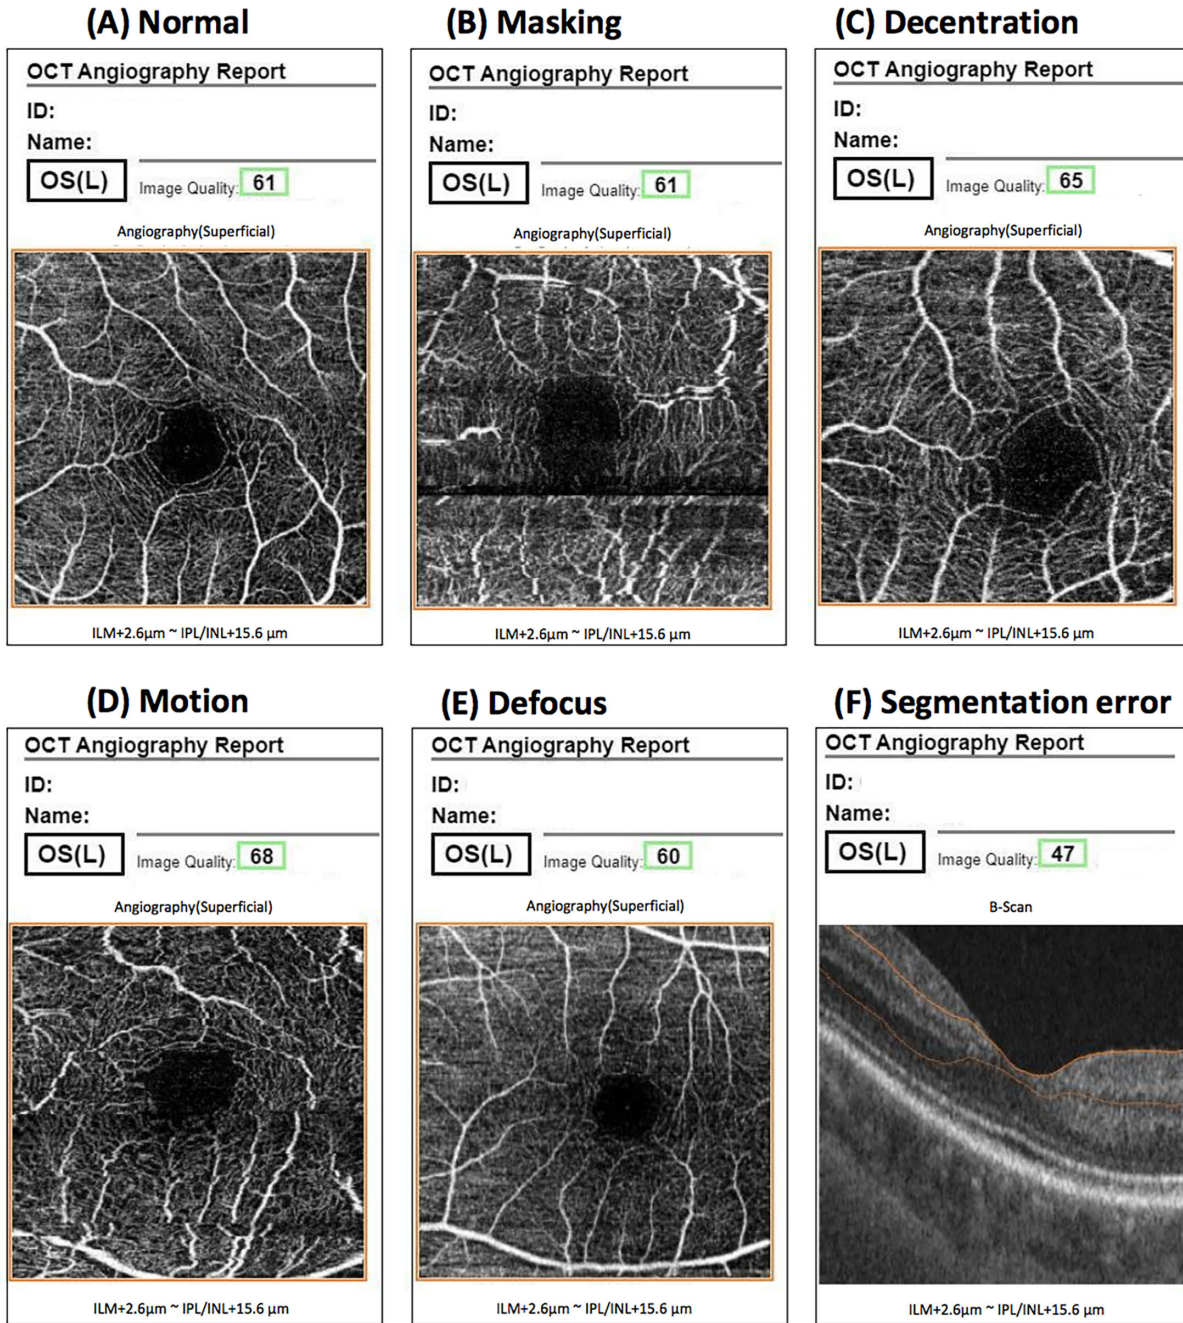 (A) Normal
OCT Angiography Report
ID:
Name:
OS(L) Image Quality: 61
Angiography(Superficial)
ILM+2.6μm ~ IPL/INL+15.6 μm
(B) Masking
OCT Angiography Report
ID:
Name:
OS(L) Image Quality: 61
Angiography(Superficial)
ILM+2.6μm ~ IPL/INL+15.6 μm
(C) Decentration
OCT Angiography Report
ID:
Name:
OS(L) Image Quality: 65
Angiography(Superficial)
ILM+2.6μm ~ IPL/INL+15.6 μm
(D) Motion
OCT Angiography Report
ID:
Name:
OS(L) Image Quality: 68
Angiography(Superficial)
ILM+2.6μm ~ IPL/INL+15.6 μm
(E) Defocus
OCT Angiography Report
ID:
Name:
OS(L) Image Quality: 60
Angiography(Superficial)
ILM+2.6μm ~ IPL/INL+15.6 μm
(F) Segmentation error
OCT Angiography Report
ID:
Name:
OS(L) Image Quality: 47
B-Scan
ILM+2.6μm ~ IPL/INL+15.6 μm